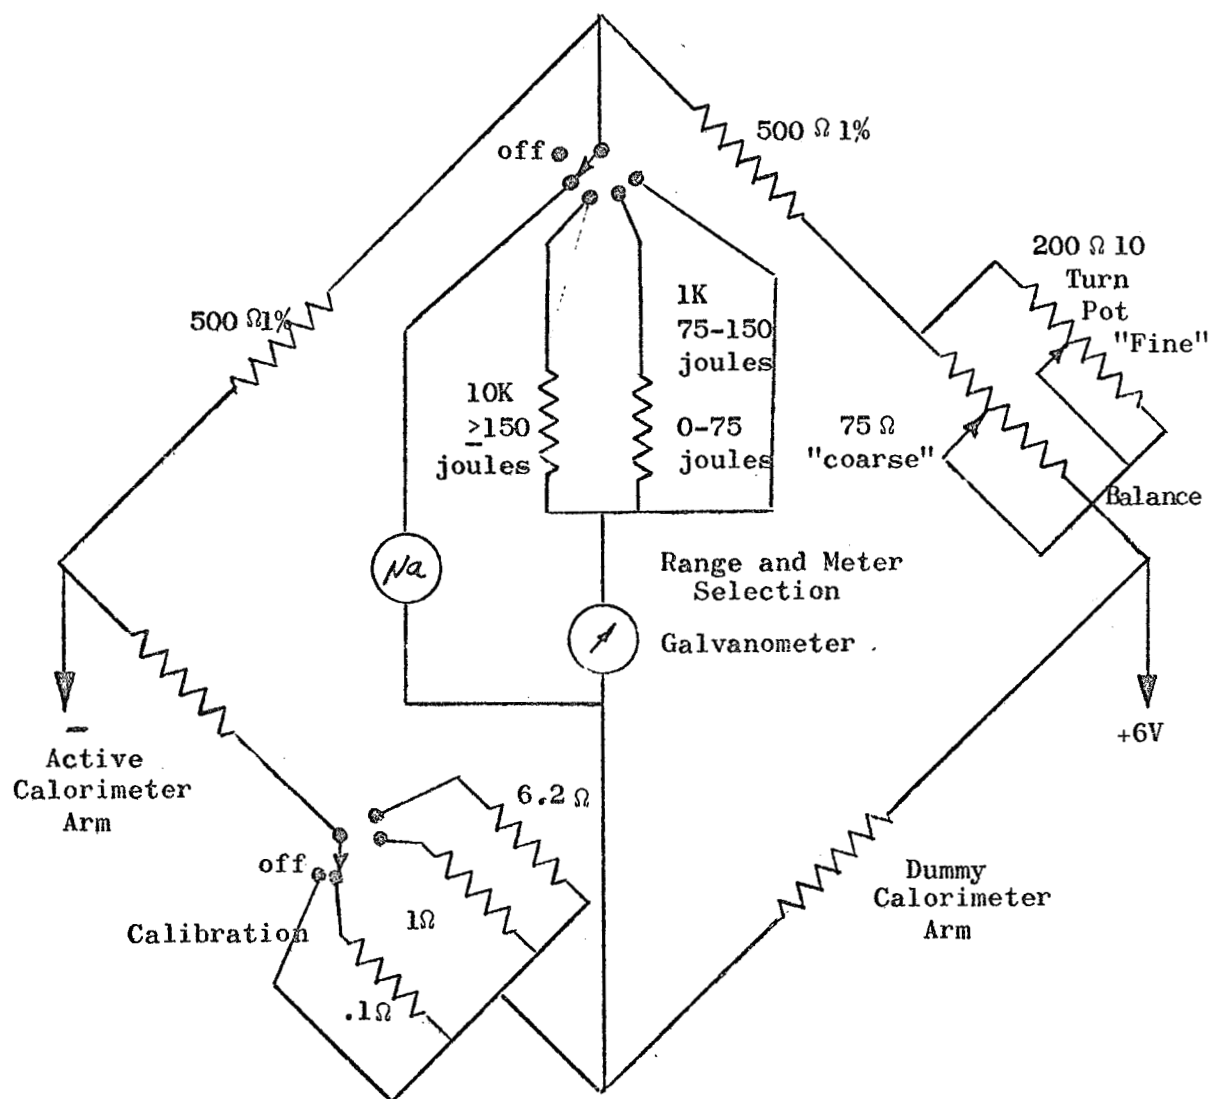 off
500 Ω 1%
200 Ω 10
Turn
Pot
"Fine"
500 Ω1%
1K
75-150
joules
10K
≥150
joules
0-75
joules
75 Ω
"coarse"
Balance
μa
Range and Meter
Selection
Galvanometer
-
Active
Calorimeter
Arm
+6V
6.2 Ω
off
1Ω
Calibration
.1Ω
Dummy
Calorimeter
Arm